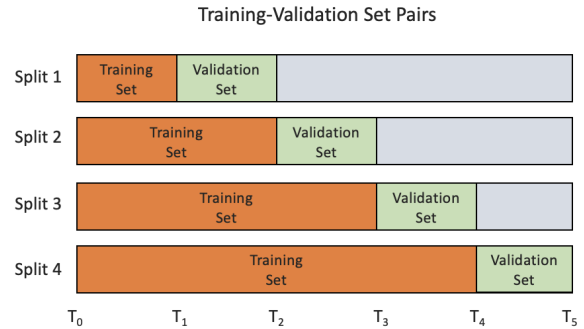 Training-Validation Set Pairs
Split 1
Training
Set
Validation
Set
Split 2
Training
Set
Validation
Set
Split 3
Training
Set
Validation
Set
Split 4
Training
Set
Validation
Set
T₀ T₁ T₂ T₃ T₄ T₅